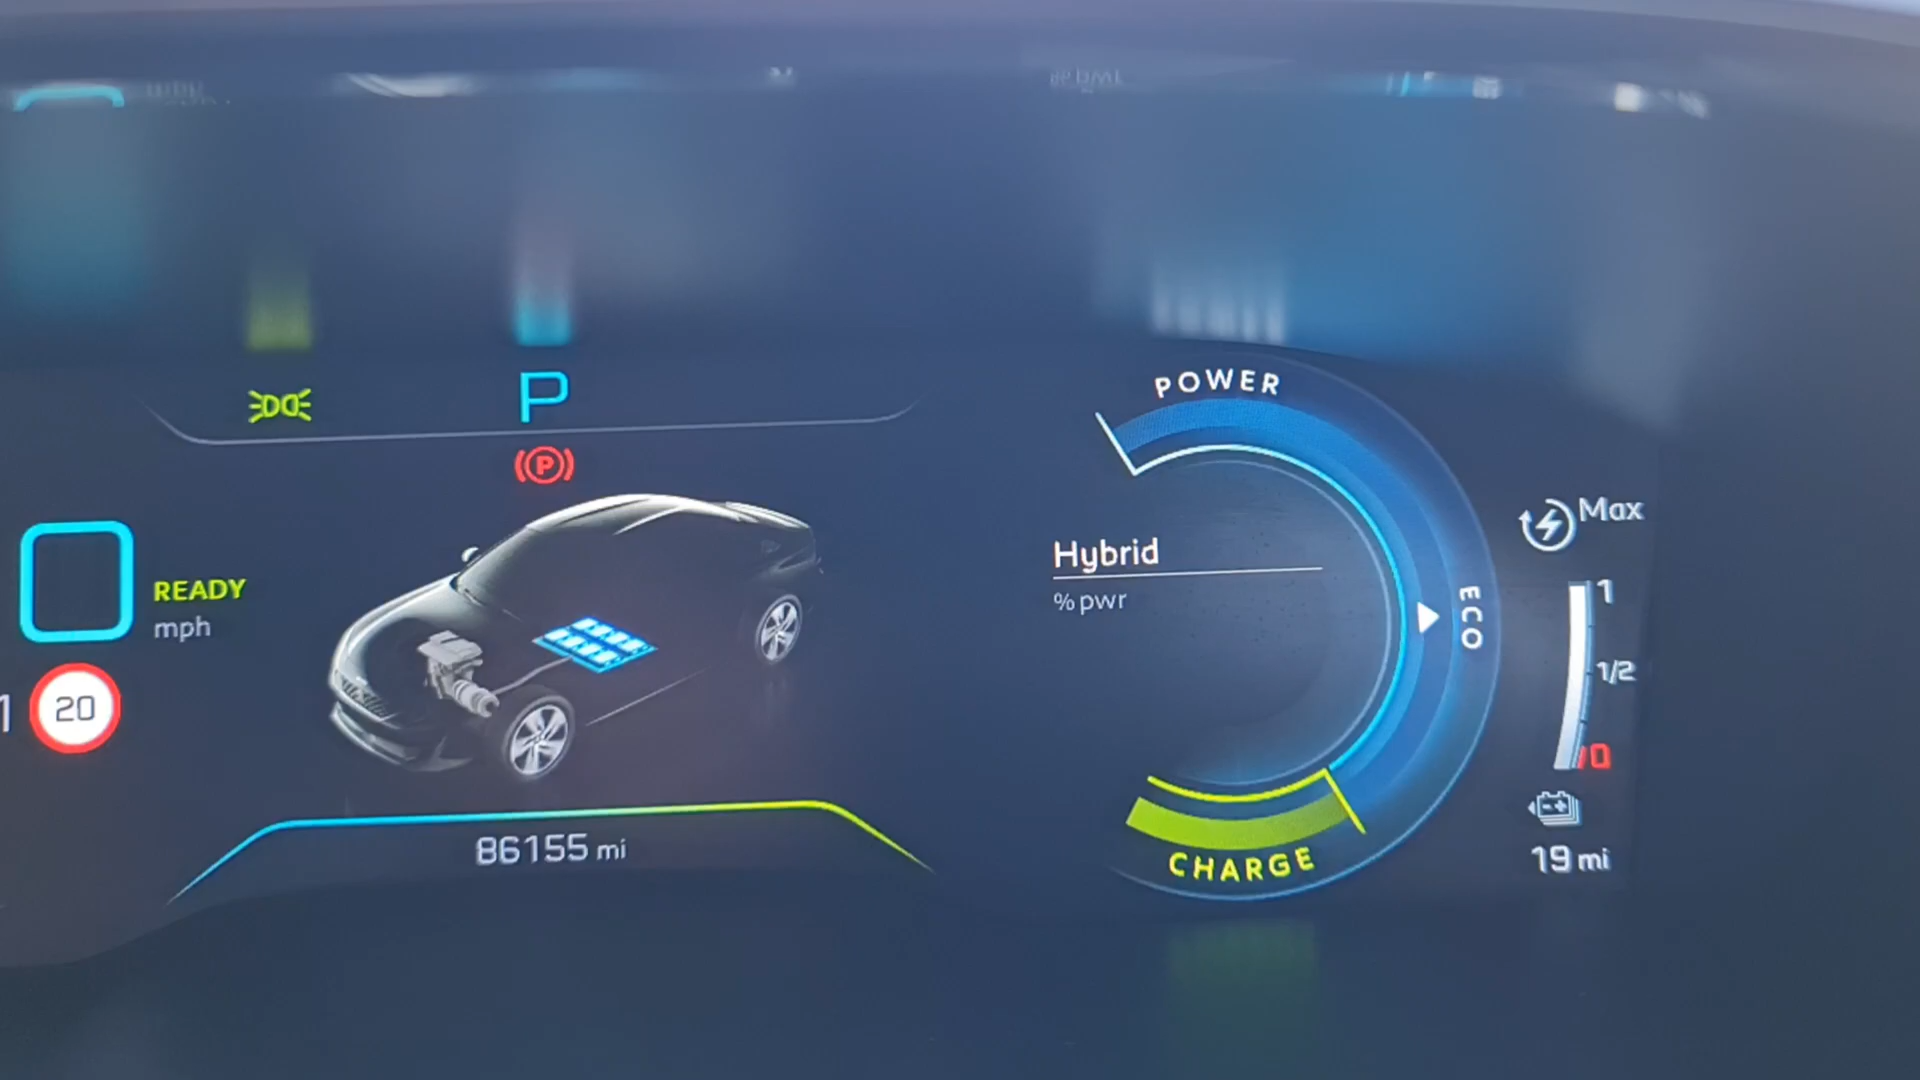 P
POWER
Max
Hybrid
% pwr
READY
mph
ECO
1
1/2
0
20
86155 mi
CHARGE
19 mi